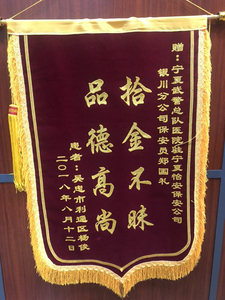 赠:宁夏武警总队医院驻宁夏怡安保安公司
银川分公司保安员郑国礼
拾金不昧
品德高尚
患者:吴忠市利通区杨俊
二〇一八年八月十二日